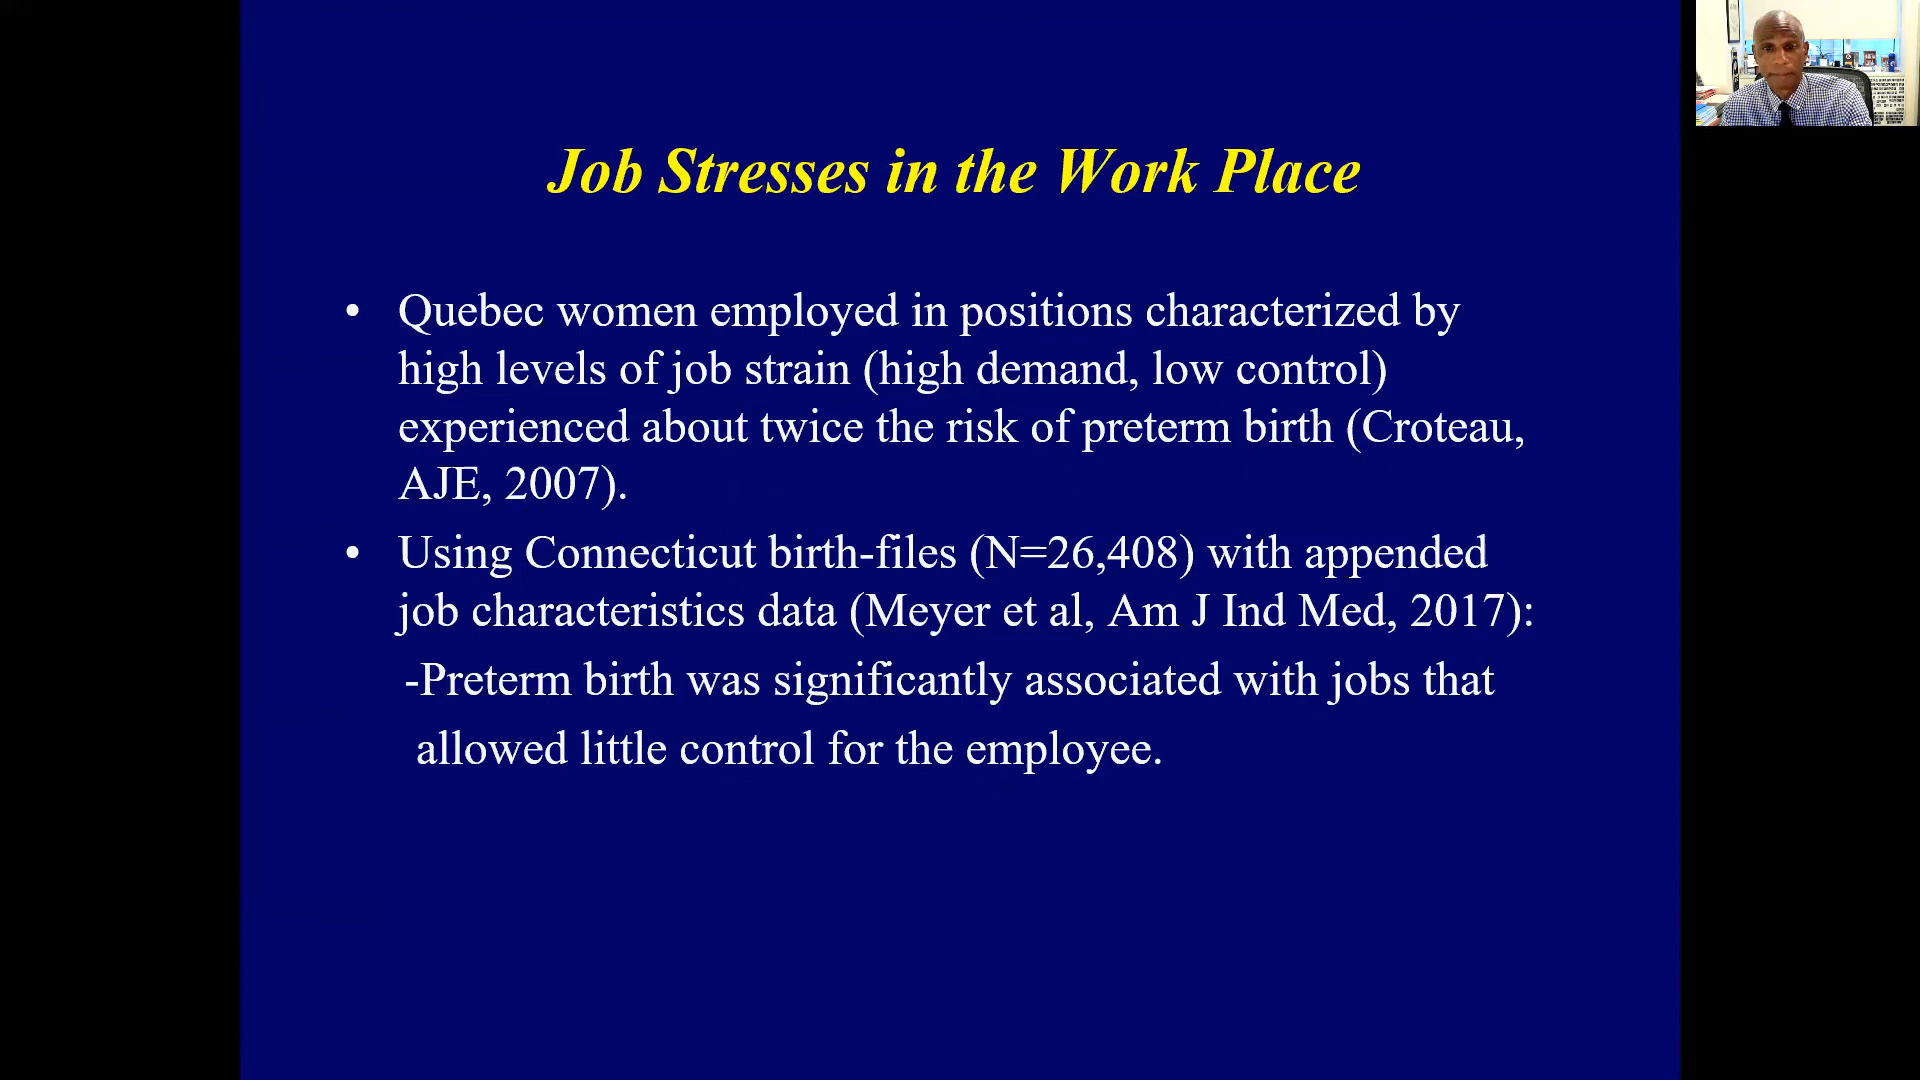 Job Stresses in the Work Place
• Quebec women employed in positions characterized by
high levels of job strain (high demand, low control)
experienced about twice the risk of preterm birth (Croteau,
AJE, 2007).
• Using Connecticut birth-files (N=26,408) with appended
job characteristics data (Meyer et al, Am J Ind Med, 2017):
-Preterm birth was significantly associated with jobs that
allowed little control for the employee.